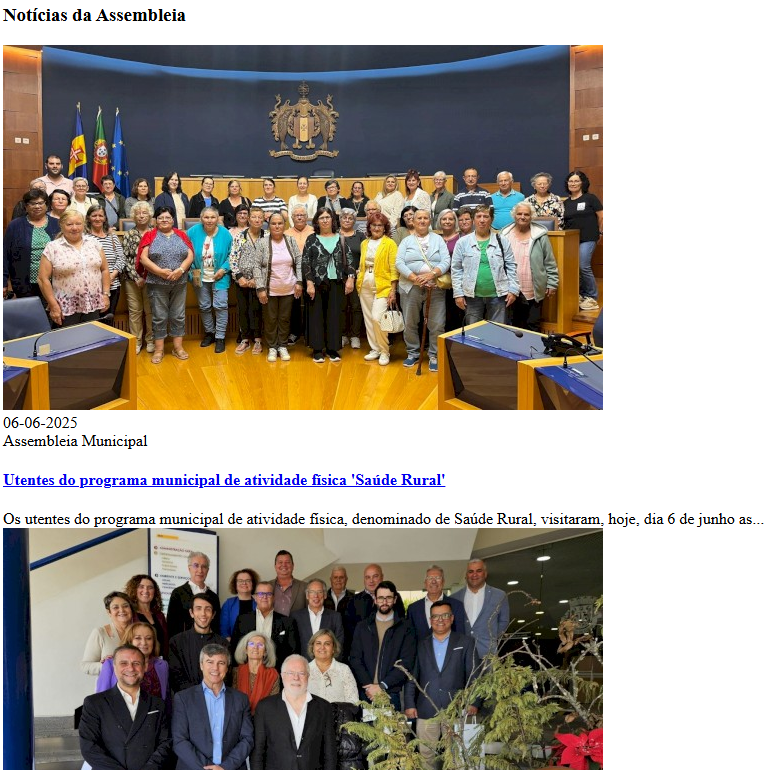 Notícias da Assembleia
06-06-2025
Assembleia Municipal
Utentes do programa municipal de atividade física 'Saúde Rural'
Os utentes do programa municipal de atividade física, denominado de Saúde Rural, visitaram, hoje, dia 6 de junho as...